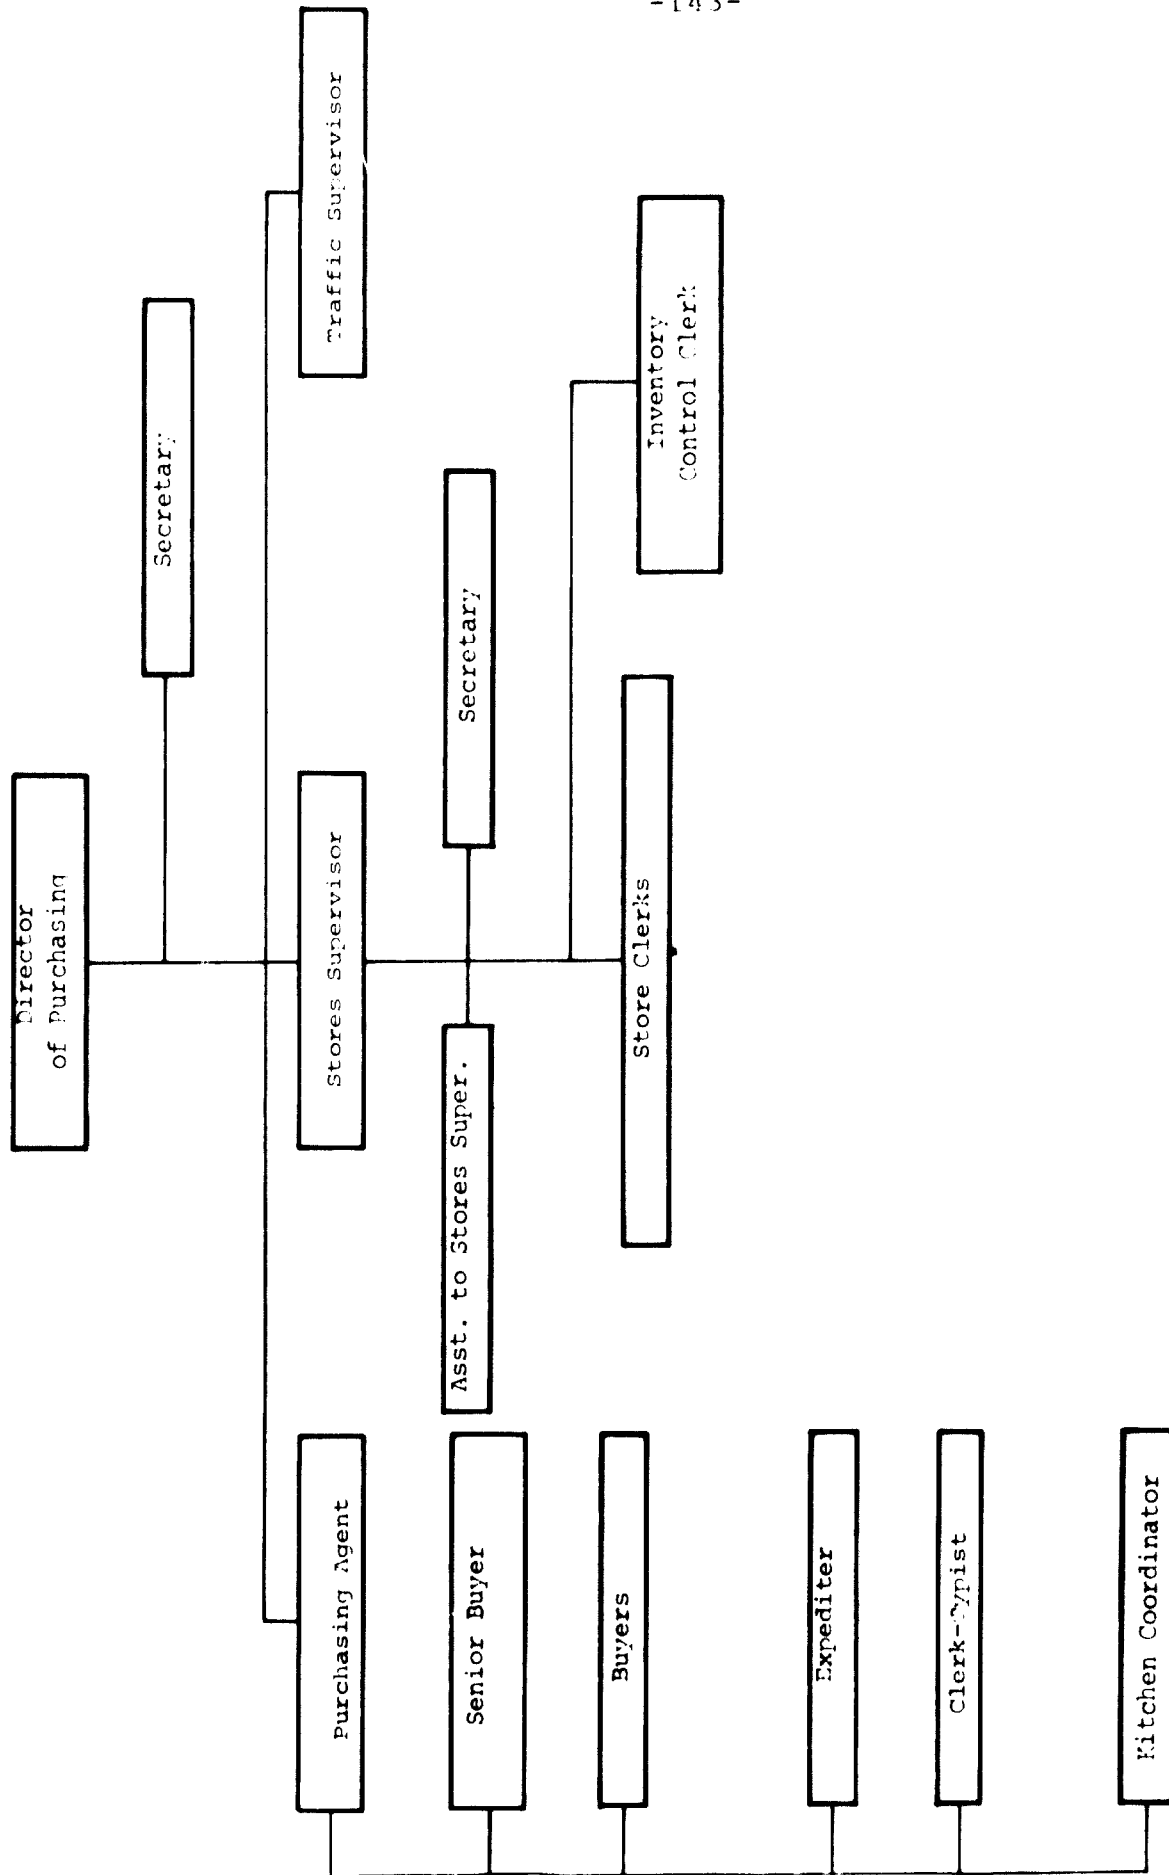 -143-
Director
of Purchasing
Secretary
Purchasing Agent
Stores Supervisor
Traffic Supervisor
Senior Buyer
Asst. to Stores Super.
Secretary
Buyers
Store Clerks
Inventory
Control Clerk
Expediter
Clerk-Typist
Kitchen Coordinator